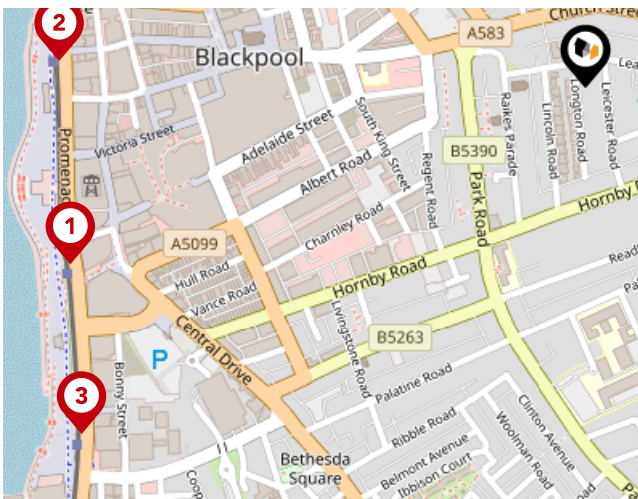 2
Blackpool
A583
Church Street
Lea
Longton Road
Leicester Road
Lincoln Road
Raikes Parade
B5390
Park Road
Regent Road
South King Street
Adelaide Street
Albert Road
Victoria Street
Promenade
1
A5099
Charnley Road
Hornby Road
Hull Road
Vance Road
Hornby Road
Read
Central Drive
Livingstone Road
B5263
P
Bonny Street
3
Palatine Road
Ribble Road
Belmont Avenue
Ibbison Court
Clinton Avenue
Woolman Road
Bethesda
Square
Coop
Pa